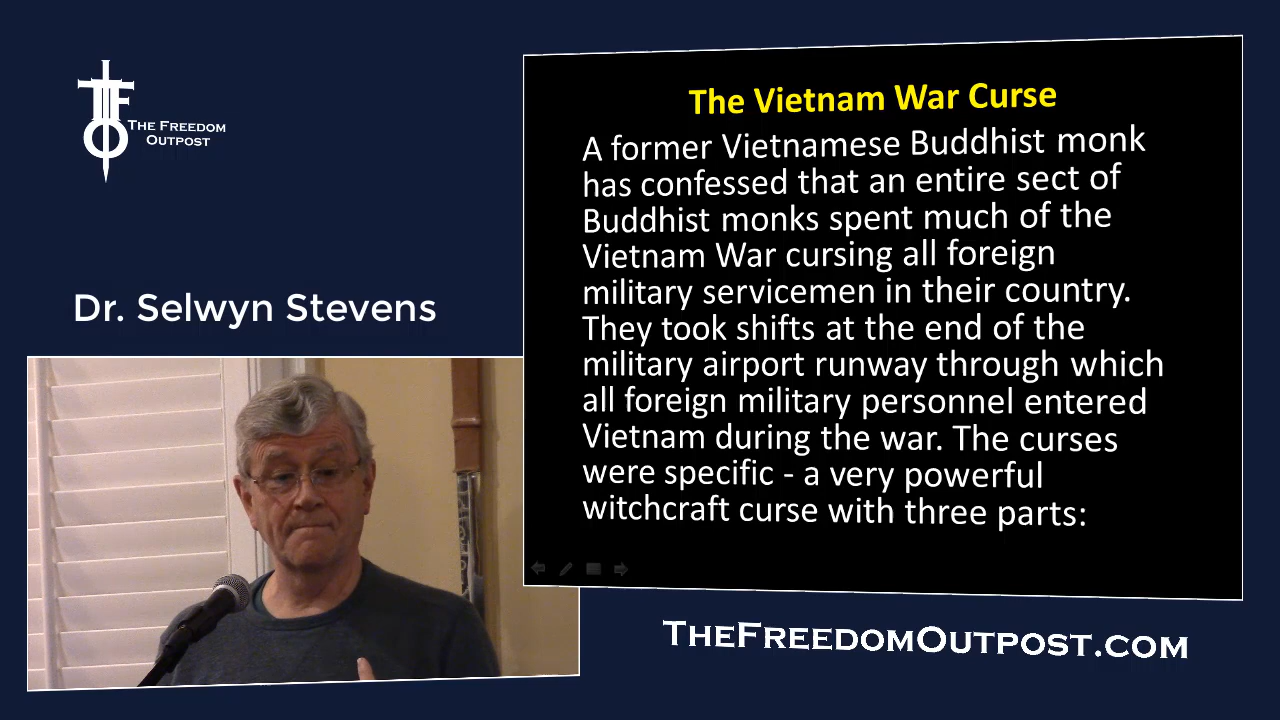 The Freedom
Outpost
Dr. Selwyn Stevens
The Vietnam War Curse
A former Vietnamese Buddhist monk
has confessed that an entire sect of
Buddhist monks spent much of the
Vietnam War cursing all foreign
military servicemen in their country.
They took shifts at the end of the
military airport runway through which
all foreign military personnel entered
Vietnam during the war. The curses
were specific - a very powerful
witchcraft curse with three parts:
TheFreedomOutpost.com